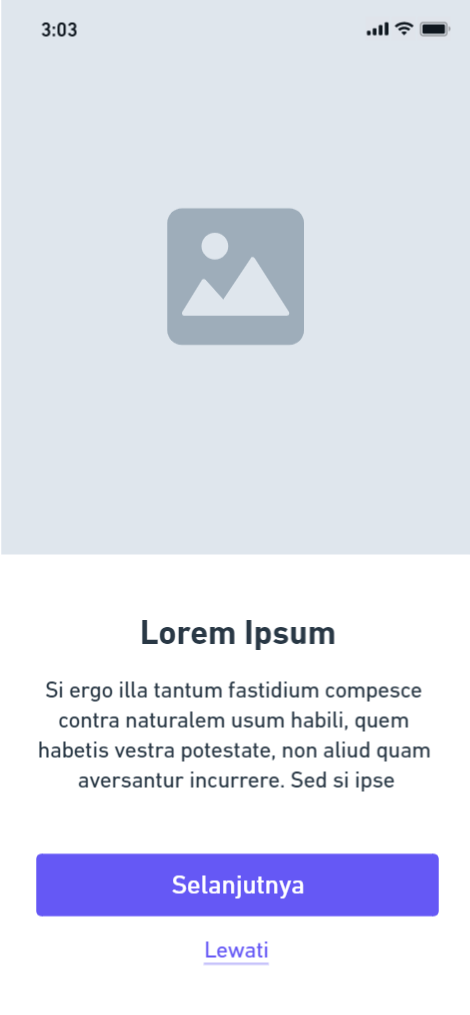 3:03
Lorem Ipsum
Si ergo illa tantum fastidium compesce
contra naturalem usum habili, quem
habetis vestra potestate, non aliud quam
aversantur incurrere. Sed si ipse
Selanjutnya
Lewati